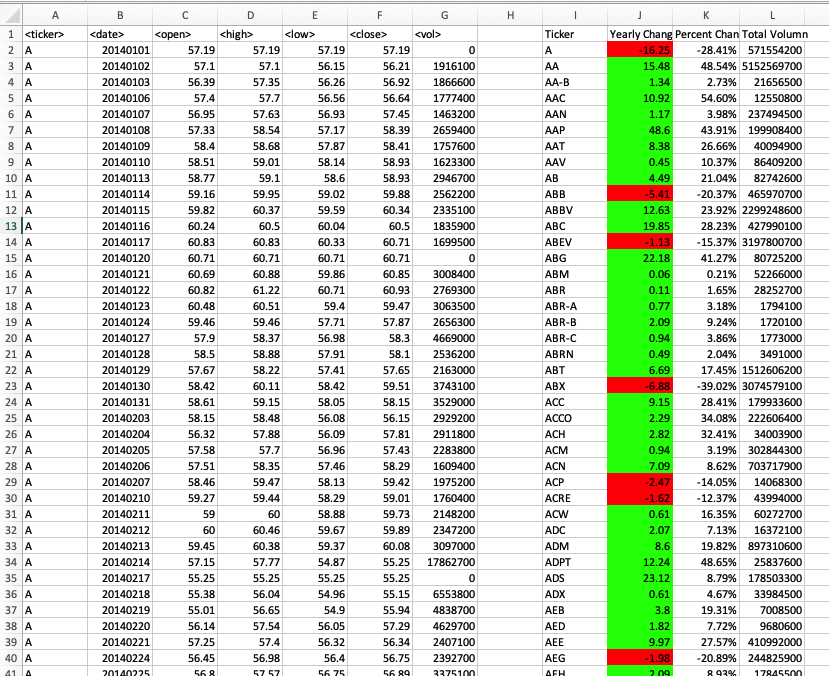 A B C D E F G H I J K L
1 <ticker> <date> <open> <high> <low> <close> <vol> Ticker Yearly Chang Percent Chan Total Volumn
2 A 20140101 57.19 57.19 57.19 57.19 0 A -16.25 -28.41% 571554200
3 A 20140102 57.1 57.1 56.15 56.21 1916100 AA 15.48 48.54% 5152569700
4 A 20140103 56.39 57.35 56.26 56.92 1866600 AA-B 1.34 2.73% 21656500
5 A 20140106 57.4 57.7 56.56 56.64 1777400 AAC 10.92 54.60% 12550800
6 A 20140107 56.95 57.63 56.93 57.45 1463200 AAN 1.17 3.98% 237494500
7 A 20140108 57.33 58.54 57.17 58.39 2659400 AAP 48.6 43.91% 199908400
8 A 20140109 58.4 58.68 57.87 58.41 1757600 AAT 8.38 26.66% 40094900
9 A 20140110 58.51 59.01 58.14 58.93 1623300 AAV 0.45 10.37% 86409200
10 A 20140113 58.77 59.1 58.6 58.93 2946700 AB 4.49 21.04% 82742600
11 A 20140114 59.16 59.95 59.02 59.88 2562200 ABB -5.41 -20.37% 465970700
12 A 20140115 59.82 60.37 59.59 60.34 2335100 ABBV 12.63 23.92% 2299248600
13 A 20140116 60.24 60.5 60.04 60.5 1835900 ABC 19.85 28.23% 427990100
14 A 20140117 60.83 60.83 60.33 60.71 1699500 ABEV -1.13 -15.37% 3197800700
15 A 20140120 60.71 60.71 60.71 60.71 0 ABG 22.18 41.27% 80725200
16 A 20140121 60.69 60.88 59.86 60.85 3008400 ABM 0.06 0.21% 52266000
17 A 20140122 60.82 61.22 60.71 60.93 2769300 ABR 0.11 1.65% 28252700
18 A 20140123 60.48 60.51 59.4 59.47 3063500 ABR-A 0.77 3.18% 1794100
19 A 20140124 59.46 59.46 57.71 57.87 2656300 ABR-B 2.09 9.24% 1720100
20 A 20140127 57.9 58.37 56.98 58.3 4669000 ABR-C 0.94 3.86% 1773000
21 A 20140128 58.5 58.88 57.91 58.1 2536200 ABRN 0.49 2.04% 3491000
22 A 20140129 57.67 58.22 57.41 57.65 2163000 ABT 6.69 17.45% 1512606200
23 A 20140130 58.42 60.11 58.42 59.51 3743100 ABX -6.88 -39.02% 3074579100
24 A 20140131 58.61 59.15 58.05 58.15 3529000 ACC 9.15 28.41% 179933600
25 A 20140203 58.15 58.48 56.08 56.15 2929200 ACCO 2.29 34.08% 222606400
26 A 20140204 56.32 57.88 56.09 57.81 2911800 ACH 2.82 32.41% 34003900
27 A 20140205 57.58 57.7 56.96 57.43 2283800 ACM 0.94 3.19% 302844300
28 A 20140206 57.51 58.35 57.46 58.29 1609400 ACN 7.09 8.62% 703717900
29 A 20140207 58.46 59.47 58.13 59.42 1975200 ACP -2.47 -14.05% 14068300
30 A 20140210 59.27 59.44 58.29 59.01 1760400 ACRE -1.62 -12.37% 43994000
31 A 20140211 59 60 58.88 59.73 2148200 ACW 0.61 16.35% 60272700
32 A 20140212 60 60.46 59.67 59.89 2347200 ADC 2.07 7.13% 16372100
33 A 20140213 59.45 60.38 59.37 60.08 3097000 ADM 8.6 19.82% 897310600
34 A 20140214 57.15 57.77 54.87 55.25 17862700 ADPT 12.24 48.65% 25837600
35 A 20140217 55.25 55.25 55.25 55.25 0 ADS 23.12 8.79% 178503300
36 A 20140218 55.38 56.04 54.96 55.15 6553800 ADX 0.61 4.67% 33984500
37 A 20140219 55.01 56.65 54.9 55.94 4838700 AEB 3.8 19.31% 7008500
38 A 20140220 56.14 57.54 56.05 57.29 4629700 AED 1.82 7.72% 9680600
39 A 20140221 57.25 57.4 56.32 56.34 2407100 AEE 9.97 27.57% 410992000
40 A 20140224 56.45 56.98 56.4 56.75 2392700 AEG -1.98 -20.89% 244825900
41 A 20140225 56.8 57.57 56.75 56.89 3375100 AEH 2.09 8.93% 17845500